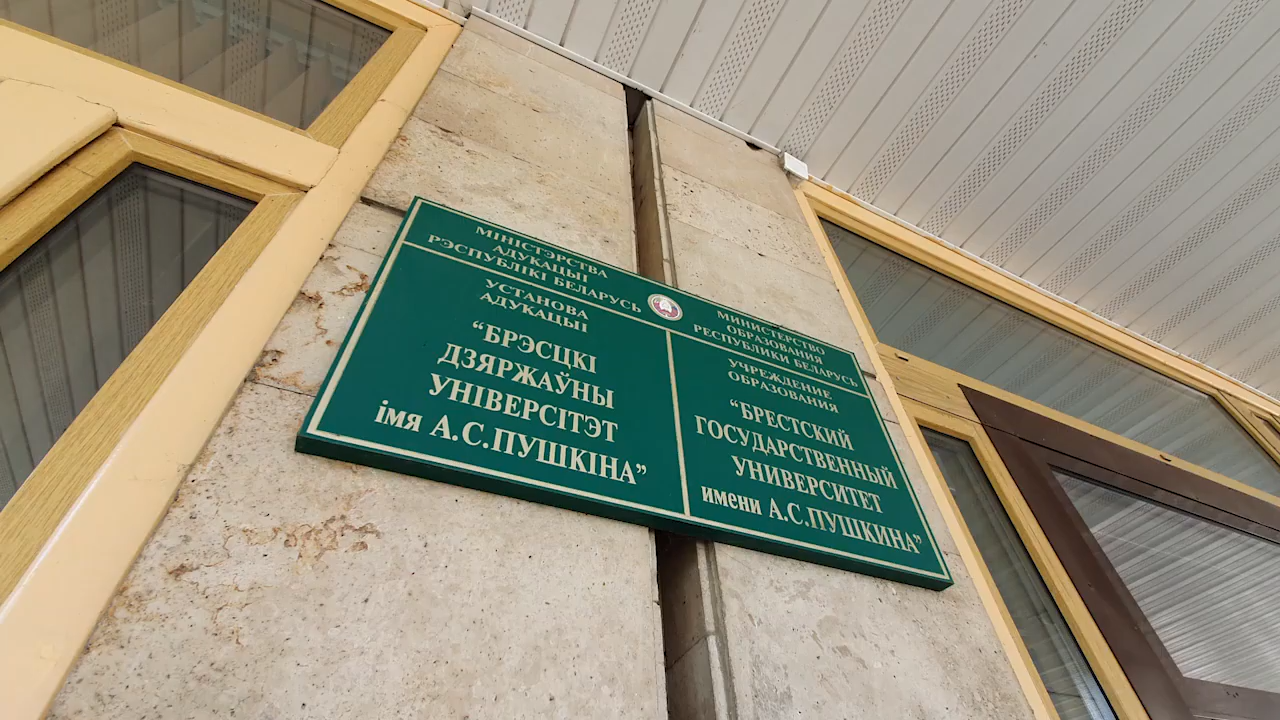 МІНІСТЭРСТВА
АДУКАЦЫІ
РЭСПУБЛІКІ БЕЛАРУСЬ
УСТАНОВА
АДУКАЦЫІ
“БРЭСЦКІ
ДЗЯРЖАЎНЫ
УНІВЕРСІТЭТ
імя А.С.ПУШКІНА”
МИНИСТЕРСТВО
ОБРАЗОВАНИЯ
РЕСПУБЛИКИ БЕЛАРУСЬ
УЧРЕЖДЕНИЕ
ОБРАЗОВАНИЯ
“БРЕСТСКИЙ
ГОСУДАРСТВЕННЫЙ
УНИВЕРСИТЕТ
имени А.С.ПУШКИНА”